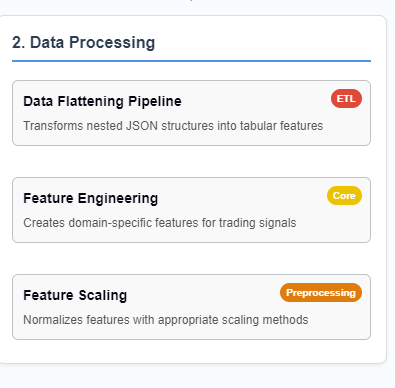 2. Data Processing
Data Flattening Pipeline
ETL
Transforms nested JSON structures into tabular features
Feature Engineering
Core
Creates domain-specific features for trading signals
Feature Scaling
Preprocessing
Normalizes features with appropriate scaling methods